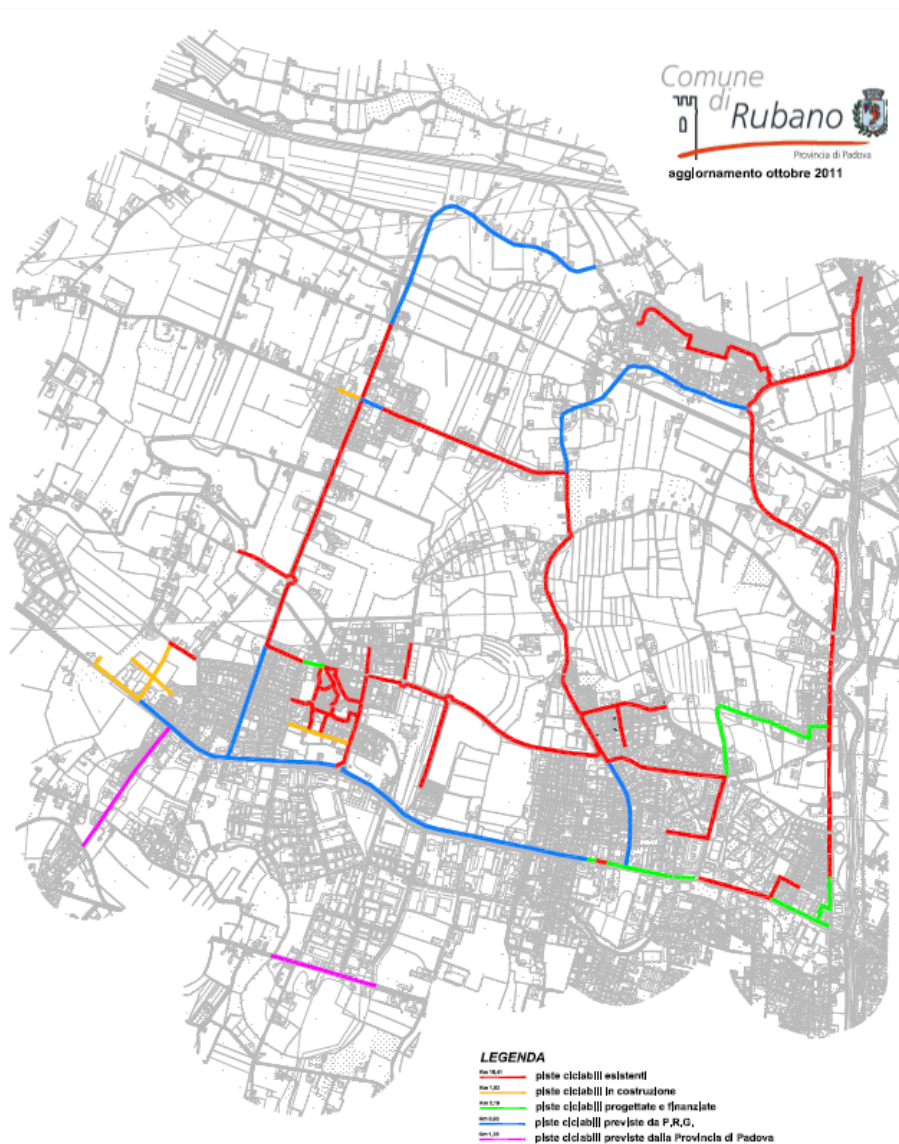 Comune
di
Rubano
Provincia di Padova
aggiornamento ottobre 2011
LEGENDA
piste ciclabili esistenti
piste ciclabili in costruzione
piste ciclabili progettate e finanziate
piste ciclabili previste da P.R.G.
piste ciclabili previste dalla Provincia di Padova